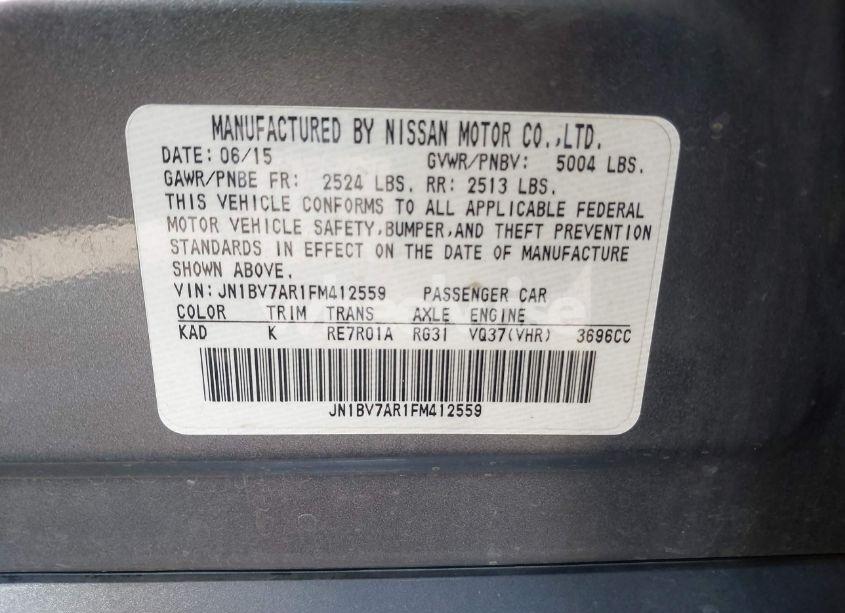 MANUFACTURED BY NISSAN MOTOR CO.,LTD.
DATE: 06/15 GVWR/PNBV: 5004 LBS.
GAWR/PNBE FR: 2524 LBS. RR: 2513 LBS.
THIS VEHICLE CONFORMS TO ALL APPLICABLE FEDERAL
MOTOR VEHICLE SAFETY,BUMPER,AND THEFT PREVENTION
STANDARDS IN EFFECT ON THE DATE OF MANUFACTURE
SHOWN ABOVE.
VIN:JN1BV7AR1FM412559 PASSENGER CAR
COLOR TRIM TRANS AXLE ENGINE
KAD K RE7R01A RG31 VQ37(VHR) 3696CC
JN1BV7AR1FM412559